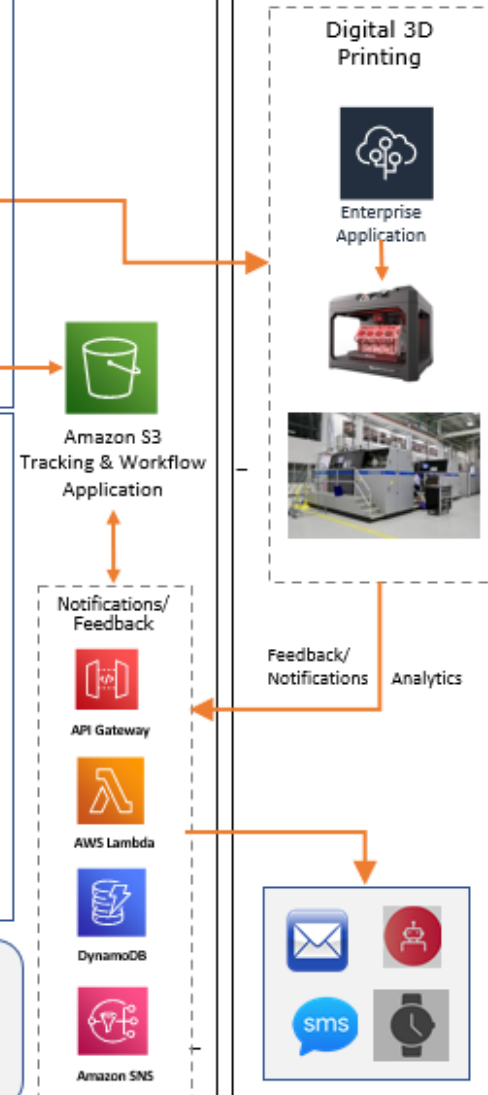 Digital 3D
Printing
Enterprise
Application
Amazon S3
Tracking & Workflow
Application
Notifications/
Feedback
API Gateway
AWS Lambda
DynamoDB
Amazon SNS
Feedback/
Notifications
Analytics
sms